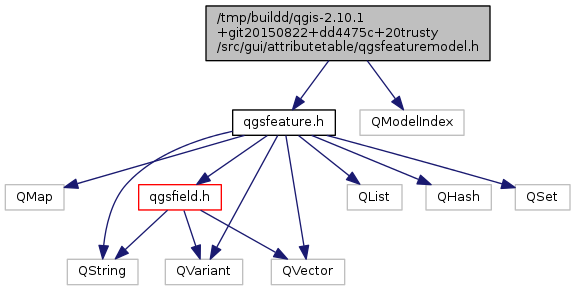 /tmp/buildd/qgis-2.10.1
+git20150822+dd4475c+20trusty
/src/gui/attributetable/qgsfeaturemodel.h
qgsfeature.h
QModelIndex
QMap
qgsfield.h
QList
QHash
QSet
QString
QVariant
QVector